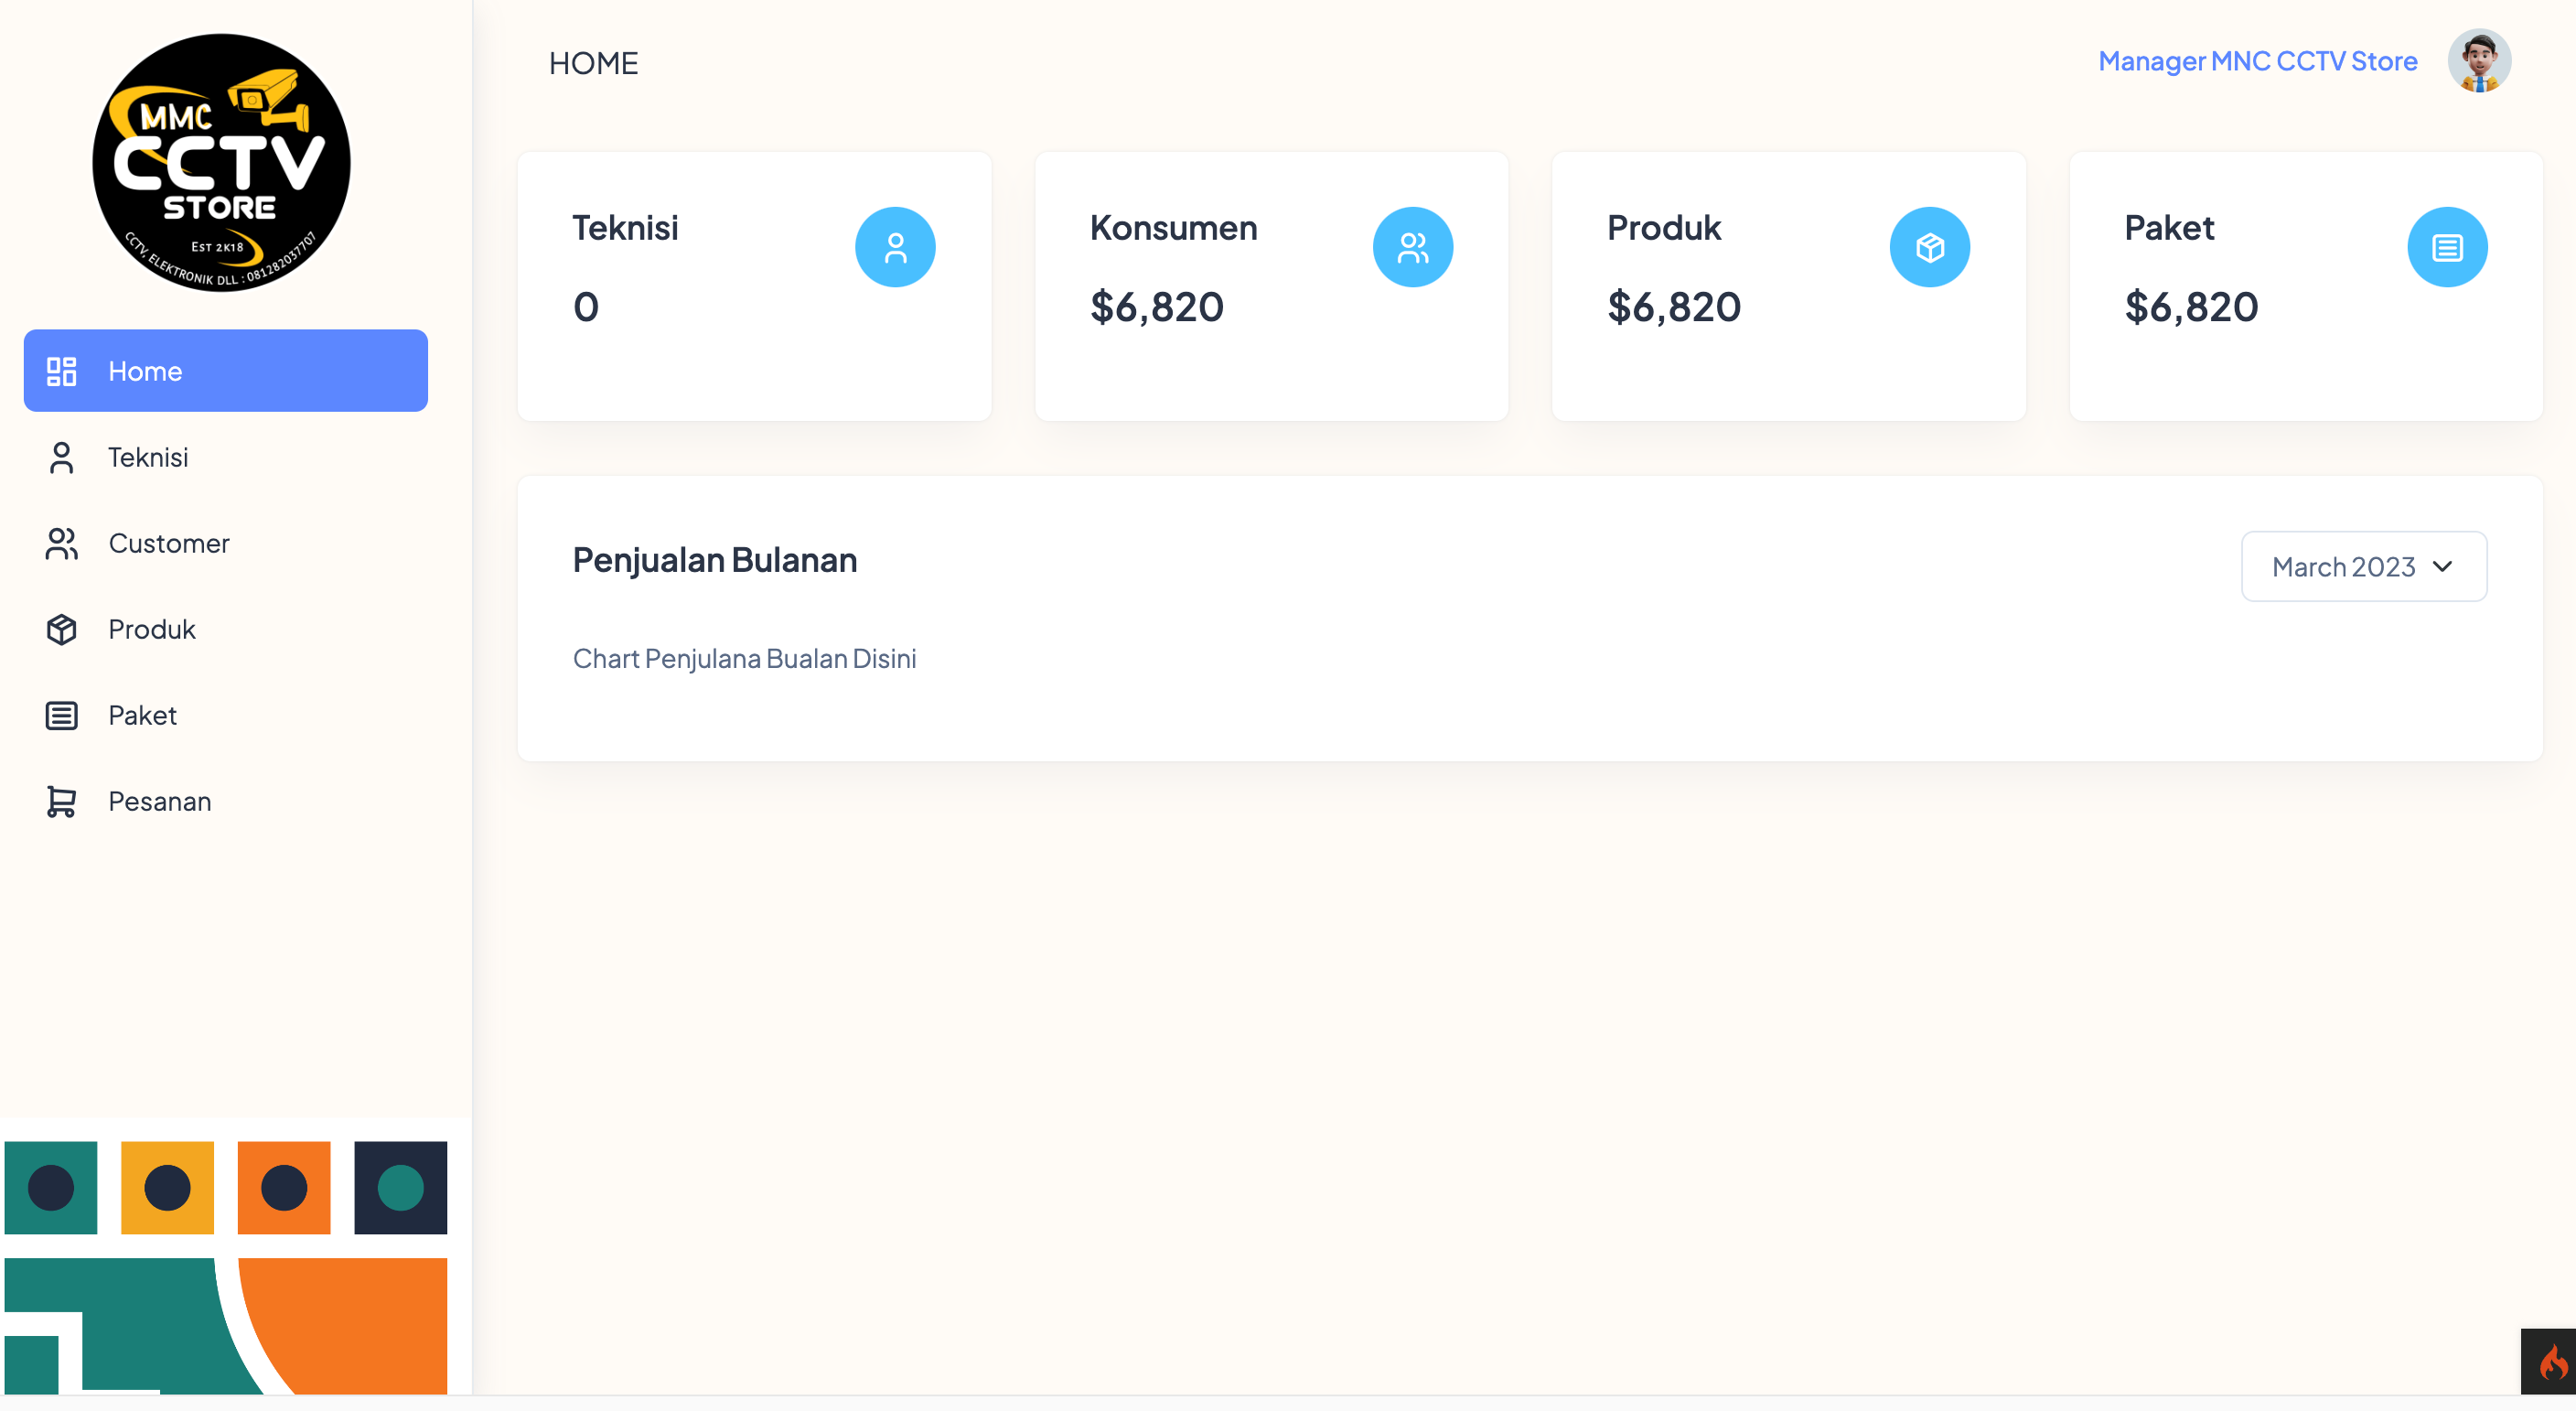 MMC
CCTV
STORE
EST 2K18
CCTV, ELEKTRONIK DLL : 081282037707
Home
Teknisi
Customer
Produk
Paket
Pesanan
HOME
Manager MNC CCTV Store
Teknisi
0
Konsumen
$6,820
Produk
$6,820
Paket
$6,820
Penjualan Bulanan
March 2023
Chart Penjulana Bualan Disini